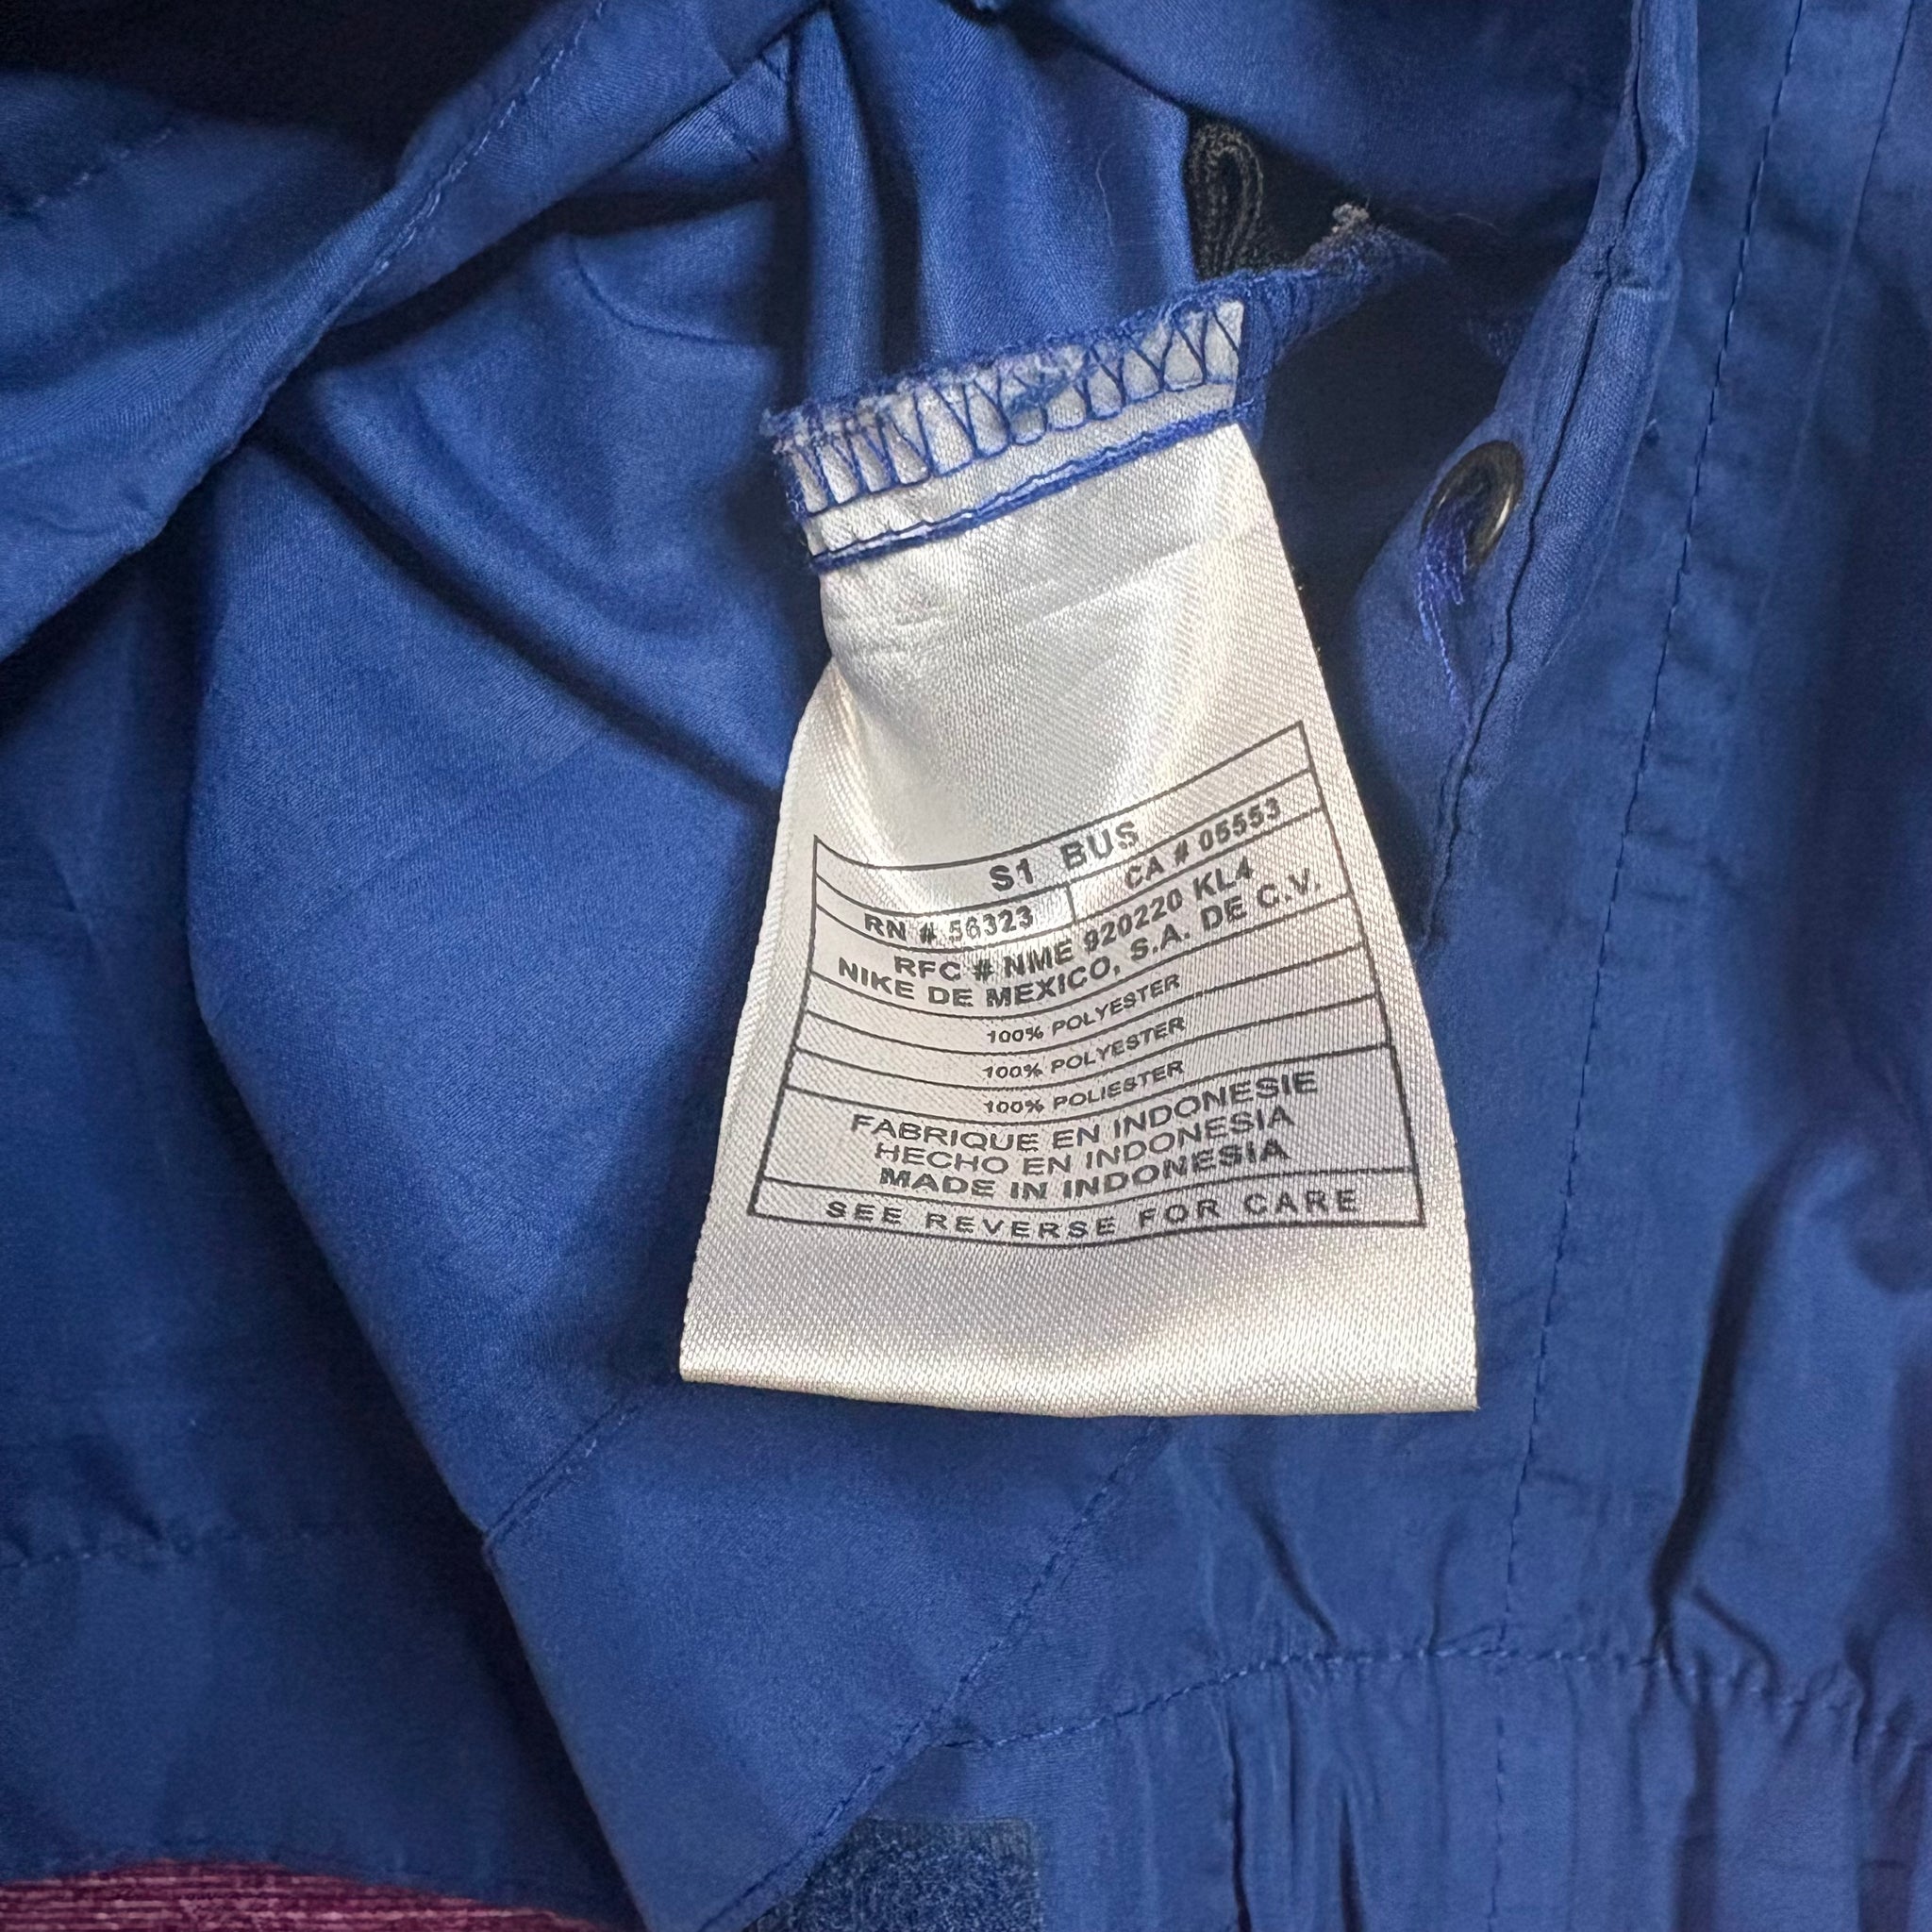 S1 BUS
RN # 56323 CA # 05553
RFC # NME 920220 KL4
NIKE DE MEXICO, S.A. DE C.V.
100% POLYESTER
100% POLYESTER
100% POLIESTER
FABRIQUE EN INDONESIE
HECHO EN INDONESIA
MADE IN INDONESIA
SEE REVERSE FOR CARE